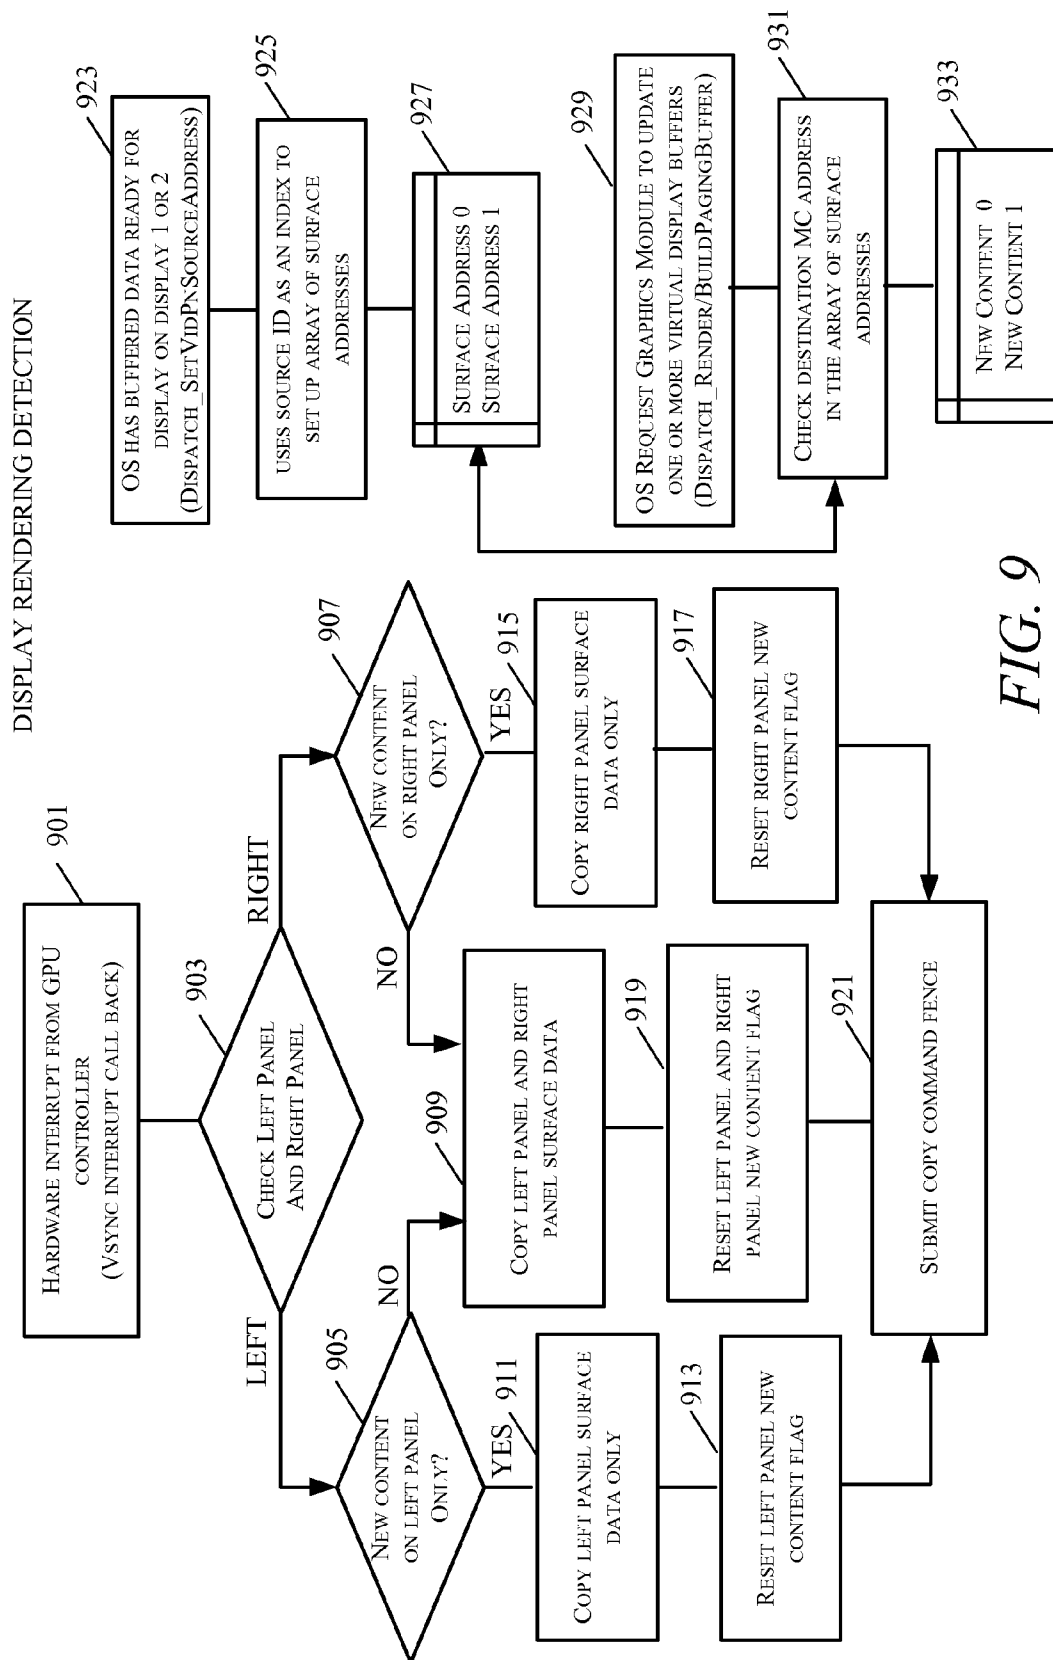 DISPLAY RENDERING DETECTION
901
HARDWARE INTERRUPT FROM GPU
CONTROLLER
(VSYNC INTERRUPT CALL BACK)
903
CHECK LEFT PANEL
AND RIGHT PANEL
LEFT
RIGHT
905
NEW CONTENT
ON LEFT PANEL
ONLY?
NO
YES
907
NEW CONTENT
ON RIGHT PANEL
ONLY?
NO
YES
909
COPY LEFT PANEL AND RIGHT
PANEL SURFACE DATA
911
COPY LEFT PANEL SURFACE
DATA ONLY
913
RESET LEFT PANEL NEW
CONTENT FLAG
915
COPY RIGHT PANEL SURFACE
DATA ONLY
917
RESET RIGHT PANEL NEW
CONTENT FLAG
919
RESET LEFT PANEL AND RIGHT
PANEL NEW CONTENT FLAG
921
SUBMIT COPY COMMAND FENCE
923
OS HAS BUFFERED DATA READY FOR
DISPLAY ON DISPLAY 1 OR 2
(DISPATCH_SETVIDPNSOURCEADDRESS)
925
USES SOURCE ID AS AN INDEX TO
SET UP ARRAY OF SURFACE
ADDRESSES
927
SURFACE ADDRESS 0
SURFACE ADDRESS 1
929
OS REQUEST GRAPHICS MODULE TO UPDATE
ONE OR MORE VIRTUAL DISPLAY BUFFERS
(DISPATCH_RENDER/BUILDPAGINGBUFFER)
931
CHECK DESTINATION MC ADDRESS
IN THE ARRAY OF SURFACE
ADDRESSES
933
NEW CONTENT 0
NEW CONTENT 1
FIG. 9